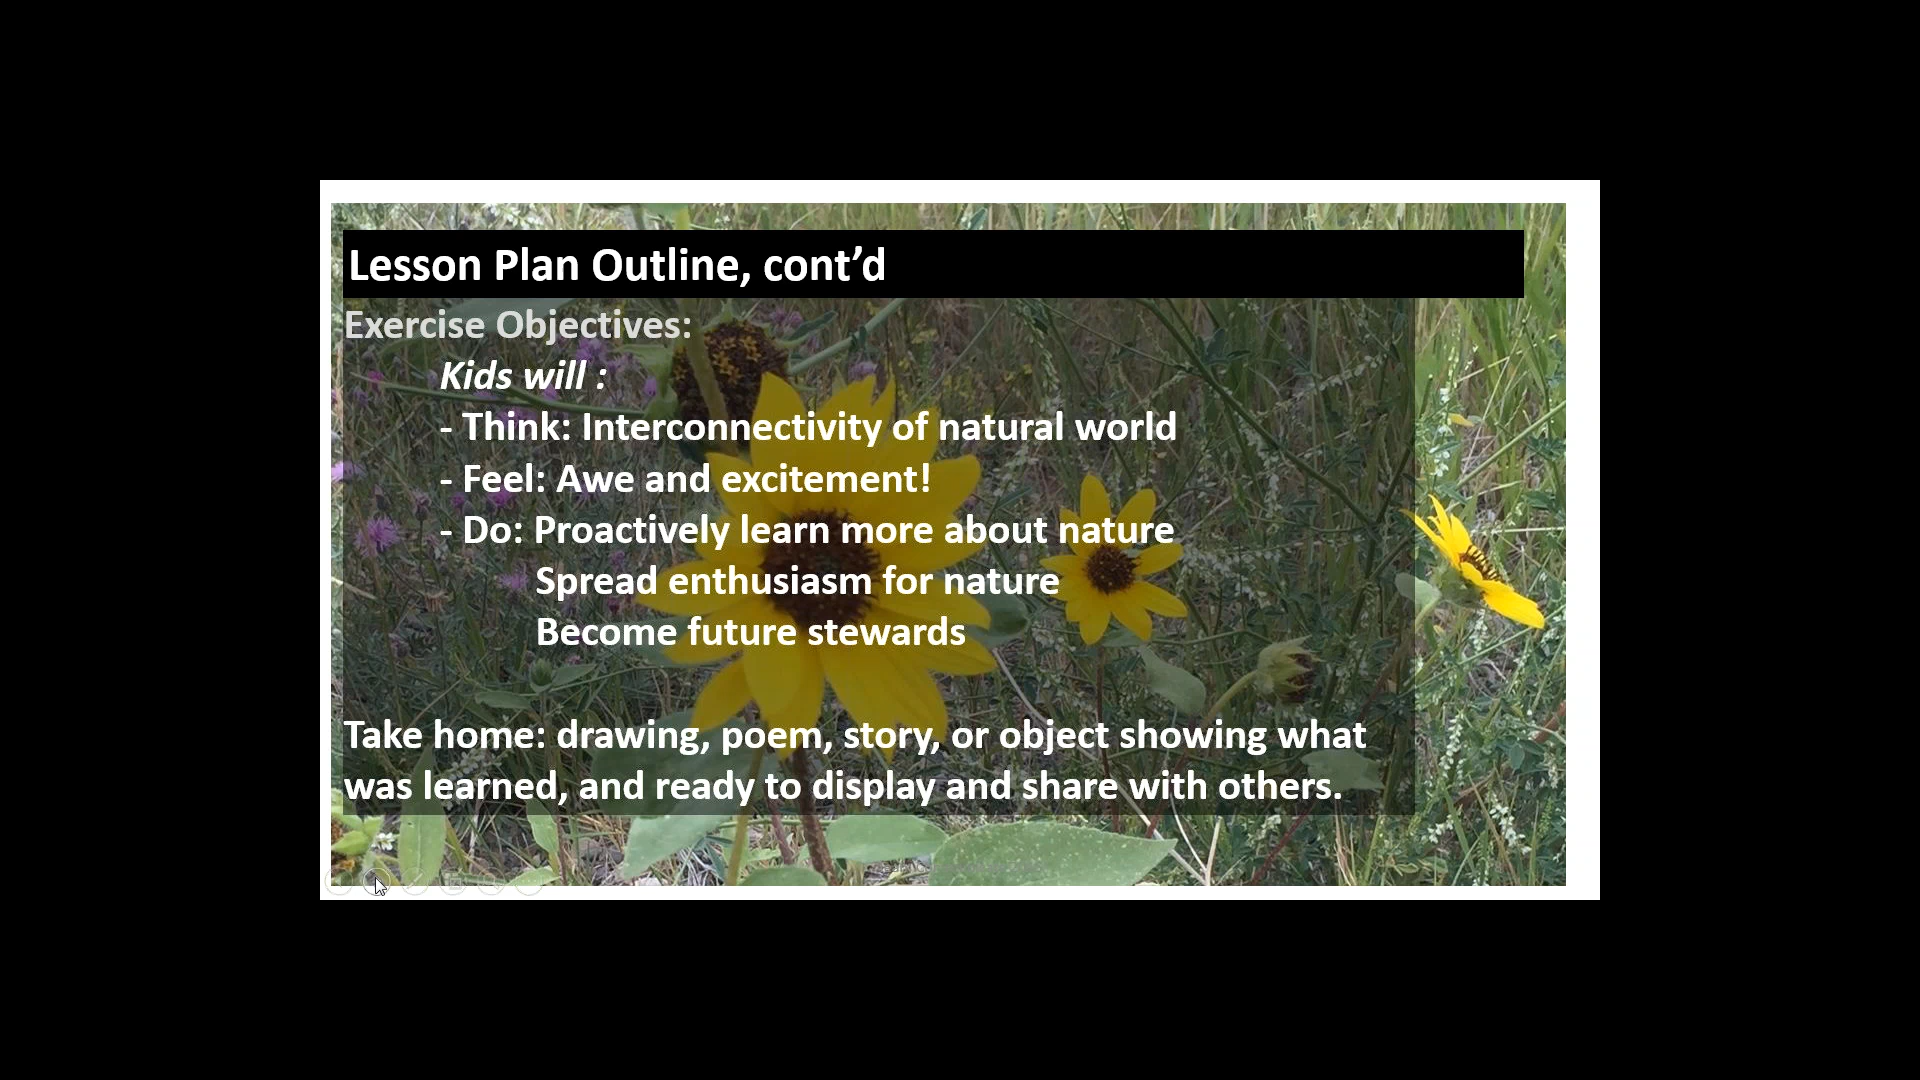 Lesson Plan Outline, cont’d
Exercise Objectives:
Kids will :
- Think: Interconnectivity of natural world
- Feel: Awe and excitement!
- Do: Proactively learn more about nature
Spread enthusiasm for nature
Become future stewards
Take home: drawing, poem, story, or object showing what
was learned, and ready to display and share with others.